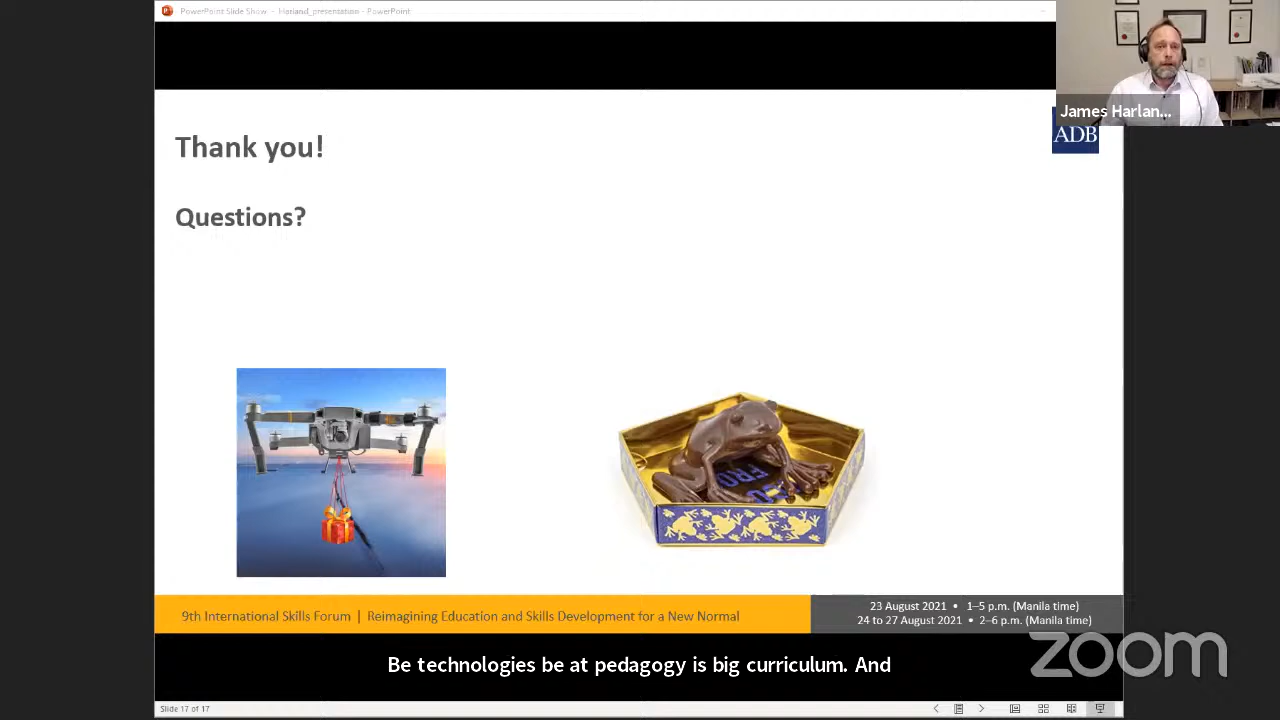 PowerPoint Slide Show - Harland_presentation - PowerPoint
James Harlan...
ADB
Thank you!
Questions?
FRO
9th International Skills Forum | Reimagining Education and Skills Development for a New Normal
23 August 2021 • 1–5 p.m. (Manila time)
24 to 27 August 2021 • 2–6 p.m. (Manila time)
Be technologies be at pedagogy is big curriculum. And
zoom
Slide 17 of 17